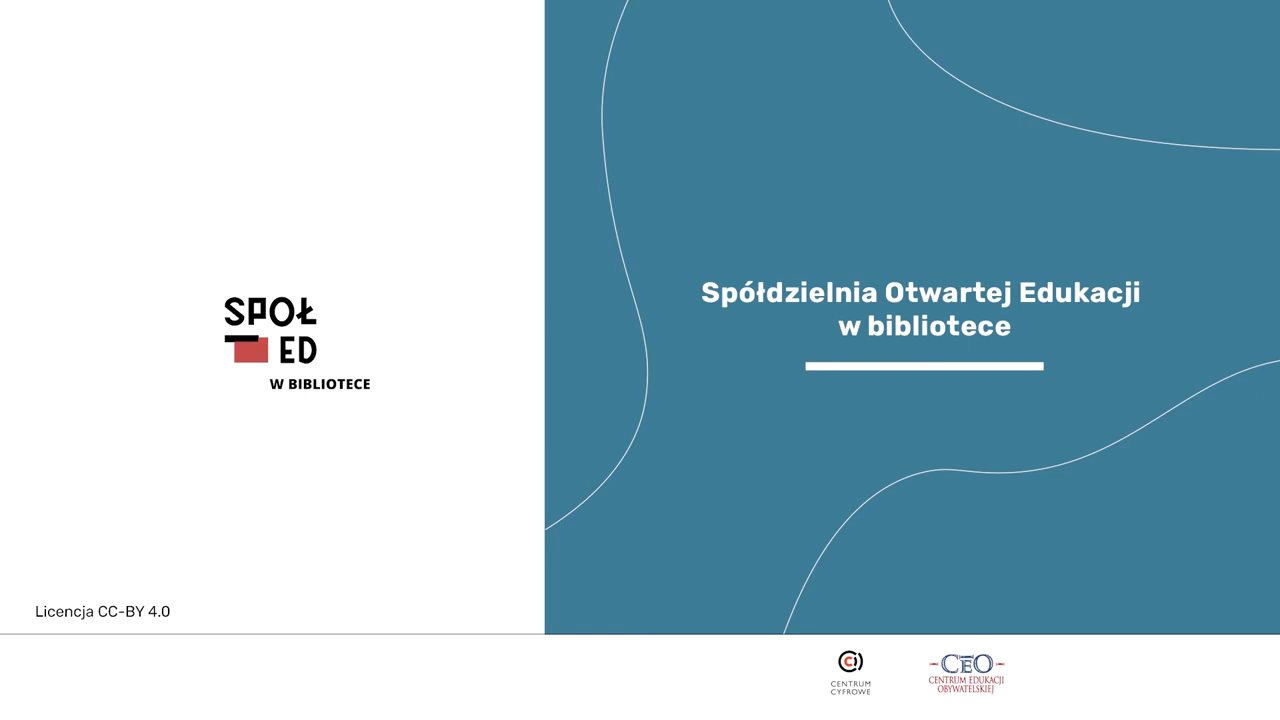 SPOŁ
ED
W BIBLIOTECE
Spółdzielnia Otwartej Edukacji
w bibliotece
Licencja CC-BY 4.0
CENTRUM
CYFROWE
CEO
CENTRUM EDUKACJI
OBYWATELSKIEJ